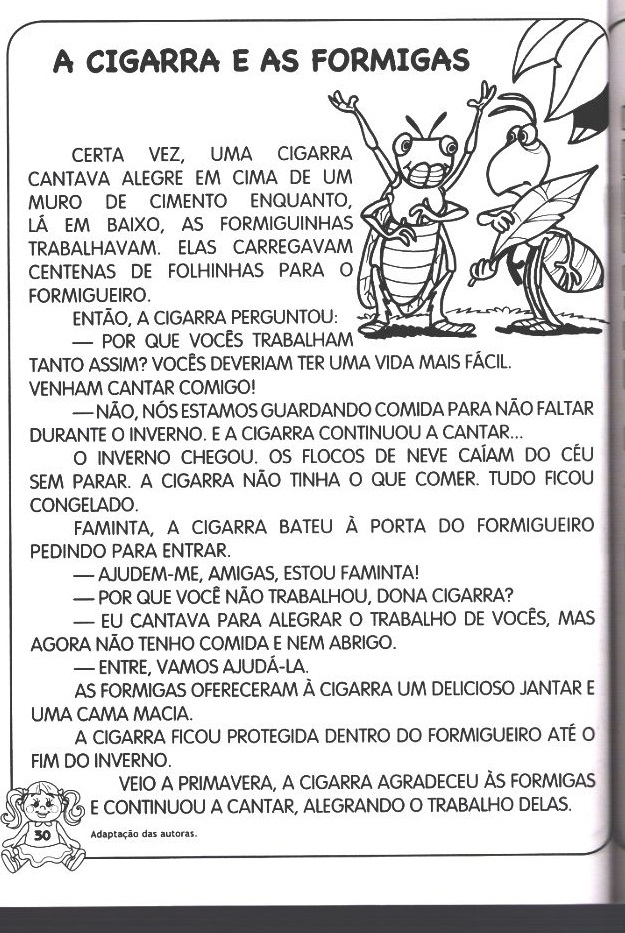 A CIGARRA E AS FORMIGAS
CERTA VEZ, UMA CIGARRA
CANTAVA ALEGRE EM CIMA DE UM
MURO DE CIMENTO ENQUANTO,
LÁ EM BAIXO, AS FORMIGUINHAS
TRABALHAVAM. ELAS CARREGAVAM
CENTENAS DE FOLHINHAS PARA O
FORMIGUEIRO.
ENTÃO, A CIGARRA PERGUNTOU:
— POR QUE VOCÊS TRABALHAM
TANTO ASSIM? VOCÊS DEVERIAM TER UMA VIDA MAIS FÁCIL.
VENHAM CANTAR COMIGO!
— NÃO, NÓS ESTAMOS GUARDANDO COMIDA PARA NÃO FALTAR
DURANTE O INVERNO. E A CIGARRA CONTINUOU A CANTAR...
O INVERNO CHEGOU. OS FLOCOS DE NEVE CAÍAM DO CÉU
SEM PARAR. A CIGARRA NÃO TINHA O QUE COMER. TUDO FICOU
CONGELADO.
FAMINTA, A CIGARRA BATEU À PORTA DO FORMIGUEIRO
PEDINDO PARA ENTRAR.
— AJUDEM-ME, AMIGAS, ESTOU FAMINTA!
— POR QUE VOCÊ NÃO TRABALHOU, DONA CIGARRA?
— EU CANTAVA PARA ALEGRAR O TRABALHO DE VOCÊS, MAS
AGORA NÃO TENHO COMIDA E NEM ABRIGO.
— ENTRE, VAMOS AJUDÁ-LA.
AS FORMIGAS OFERECERAM À CIGARRA UM DELICIOSO JANTAR E
UMA CAMA MACIA.
A CIGARRA FICOU PROTEGIDA DENTRO DO FORMIGUEIRO ATÉ O
FIM DO INVERNO.
VEIO A PRIMAVERA, A CIGARRA AGRADECEU ÀS FORMIGAS
E CONTINUOU A CANTAR, ALEGRANDO O TRABALHO DELAS.
30
Adaptação das autoras.